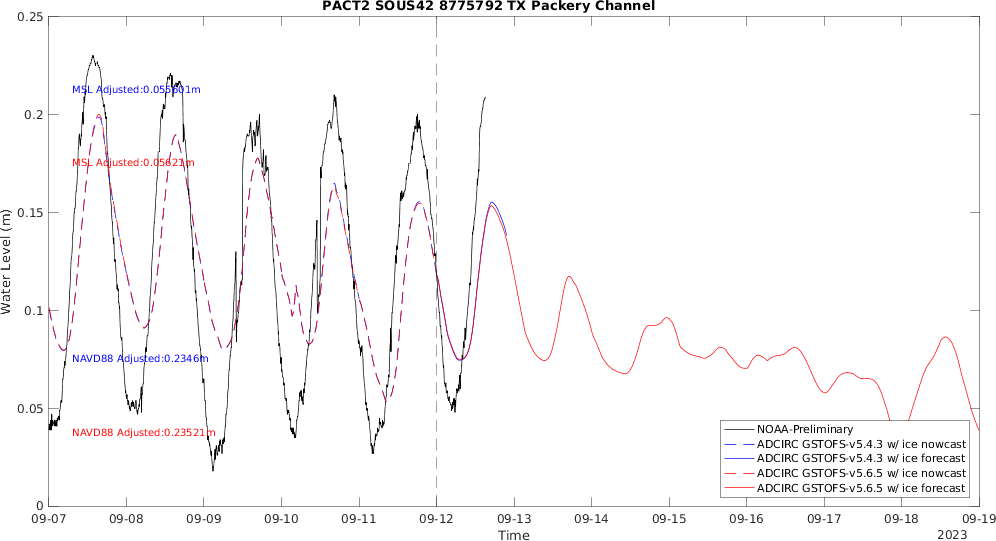 PACT2 SOUS42 8775792 TX Packery Channel
0.25
0.2
0.15
0.1
0.05
0
Water Level (m)
MSL Adjusted:0.055801m
MSL Adjusted:0.05621m
NAVD88 Adjusted:0.2346m
NAVD88 Adjusted:0.23521m
NOAA-Preliminary
ADCIRC GSTOFS-v5.4.3 w/ ice nowcast
ADCIRC GSTOFS-v5.4.3 w/ ice forecast
ADCIRC GSTOFS-v5.6.5 w/ ice nowcast
ADCIRC GSTOFS-v5.6.5 w/ ice forecast
09-07 09-08 09-09 09-10 09-11 09-12 09-13 09-14 09-15 09-16 09-17 09-18 09-19
Time
2023